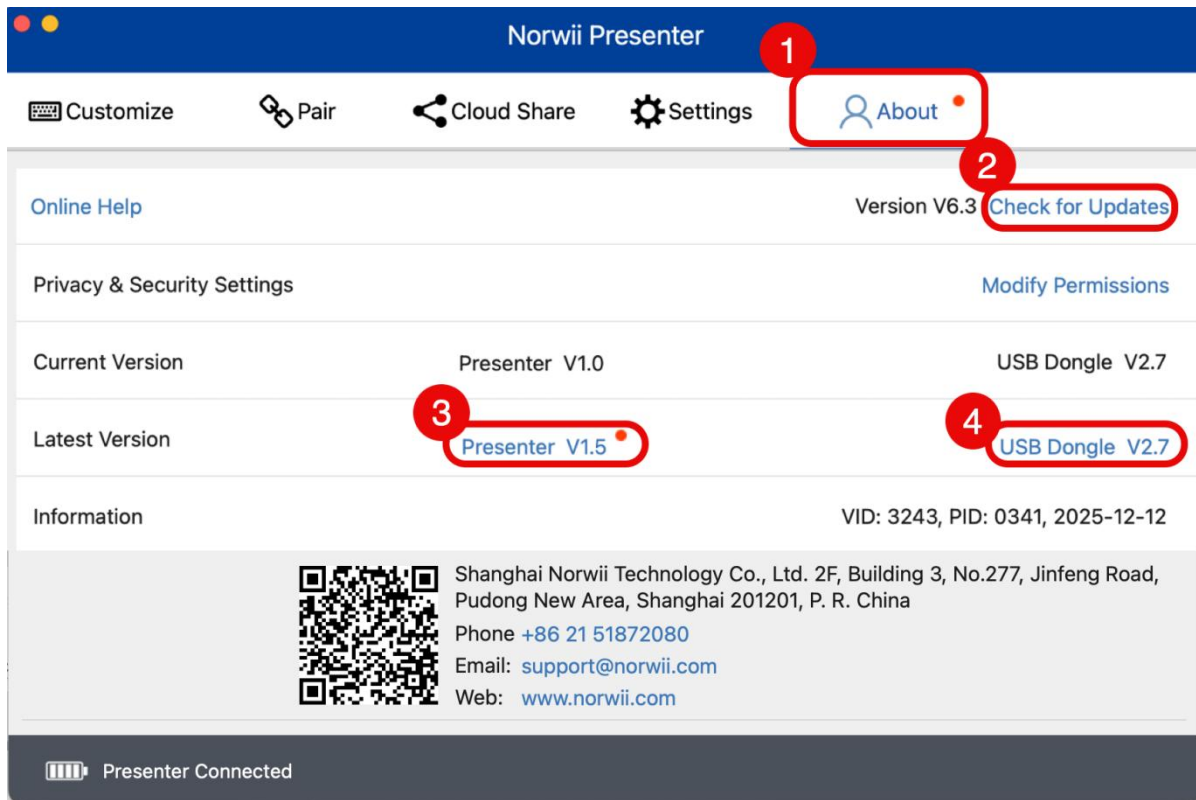 Norwii Presenter
1
Customize Pair Cloud Share Settings About
2
Online Help Version V6.3 Check for Updates
Privacy & Security Settings Modify Permissions
Current Version Presenter V1.0 USB Dongle V2.7
3 4
Latest Version Presenter V1.5 USB Dongle V2.7
Information VID: 3243, PID: 0341, 2025-12-12
Shanghai Norwii Technology Co., Ltd. 2F, Building 3, No.277, Jinfeng Road,
Pudong New Area, Shanghai 201201, P. R. China
Phone +86 21 51872080
Email: support@norwii.com
Web: www.norwii.com
Presenter Connected